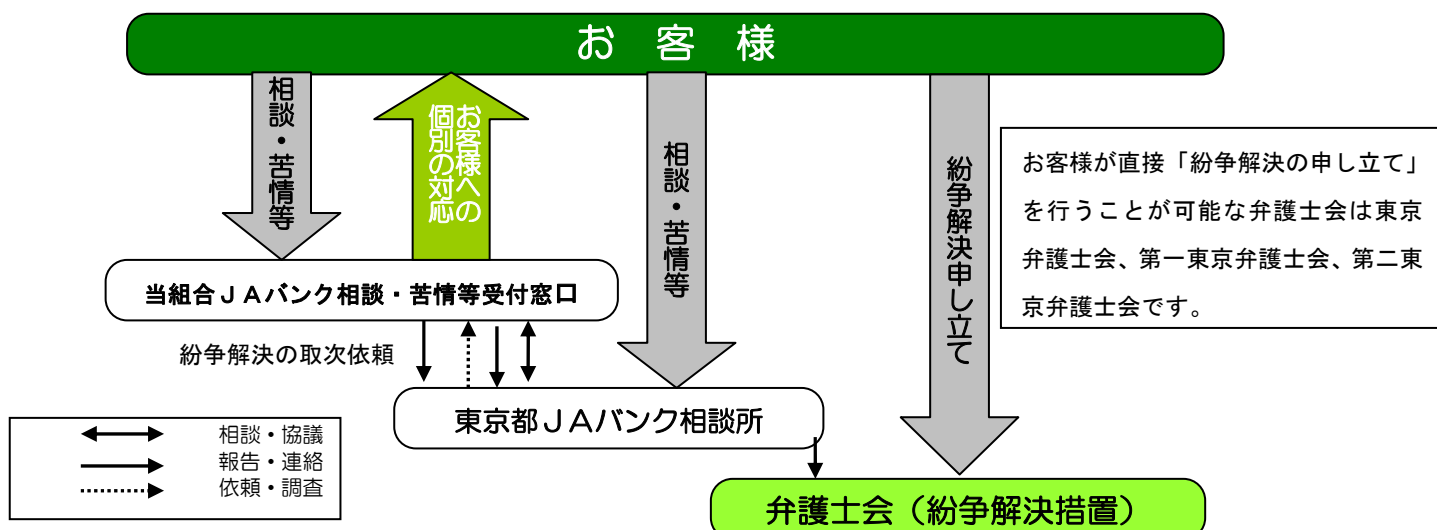 お 客 様
相談・苦情等
お客様への
個別の対応
相談・苦情等
紛争解決申し立て
お客様が直接「紛争解決の申し立て」
を行うことが可能な弁護士会は東京
弁護士会、第一東京弁護士会、第二東
京弁護士会です。
当組合JAバンク相談・苦情等受付窓口
紛争解決の取次依頼
東京都JAバンク相談所
相談・協議
報告・連絡
依頼・調査
弁護士会（紛争解決措置）